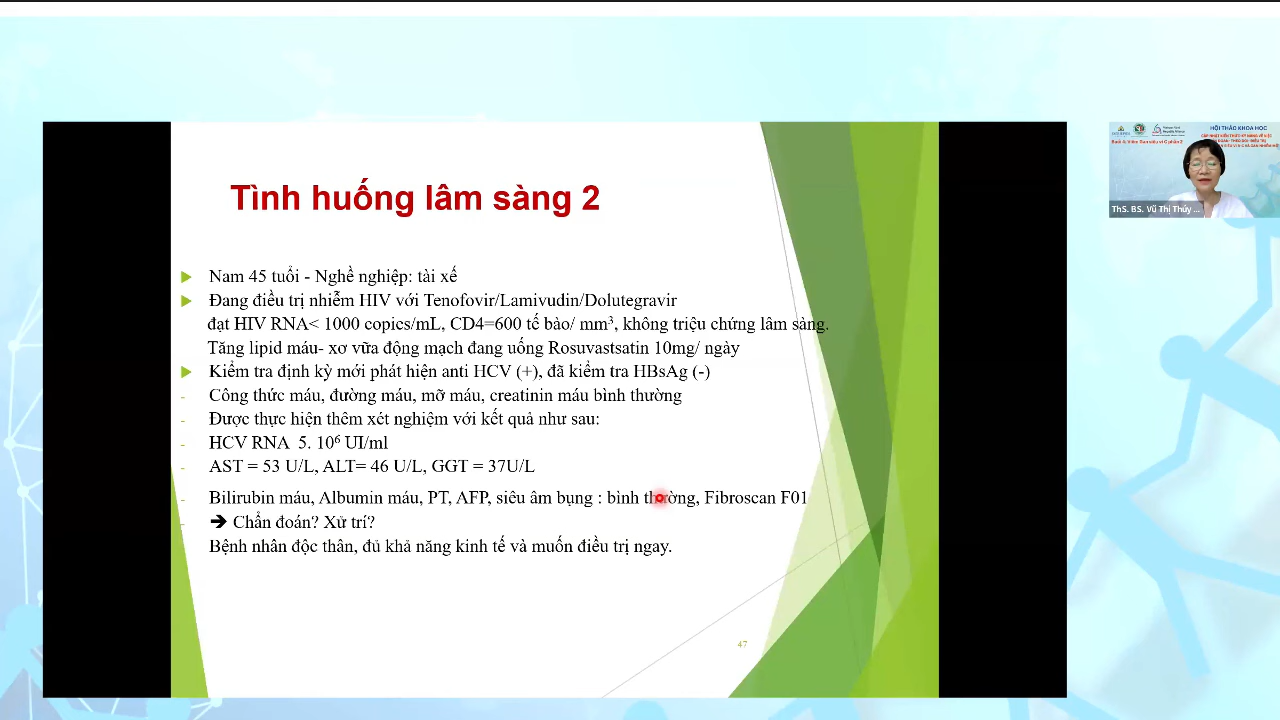 Tình huống lâm sàng 2
Nam 45 tuổi - Nghề nghiệp: tài xế
Đang điều trị nhiễm HIV với Tenofovir/Lamivudin/Dolutegravir
đạt HIV RNA< 1000 copics/mL, CD4=600 tế bào/ mm³, không triệu chứng lâm sàng.
Tăng lipid máu- xơ vữa động mạch đang uống Rosuvastsatin 10mg/ ngày
Kiểm tra định kỳ mới phát hiện anti HCV (+), đã kiểm tra HBsAg (-)
- Công thức máu, đường máu, mỡ máu, creatinin máu bình thường
- Được thực hiện thêm xét nghiệm với kết quả như sau:
- HCV RNA 5. 10⁶ UI/ml
- AST = 53 U/L, ALT= 46 U/L, GGT = 37U/L
- Bilirubin máu, Albumin máu, PT, AFP, siêu âm bụng : bình thường, Fibroscan F01
- ➔ Chẩn đoán? Xử trí?
Bệnh nhân độc thân, đủ khả năng kinh tế và muốn điều trị ngay.
47
HỘI THẢO KHOA HỌC
ThS. BS. Vũ Thị Thúy ...